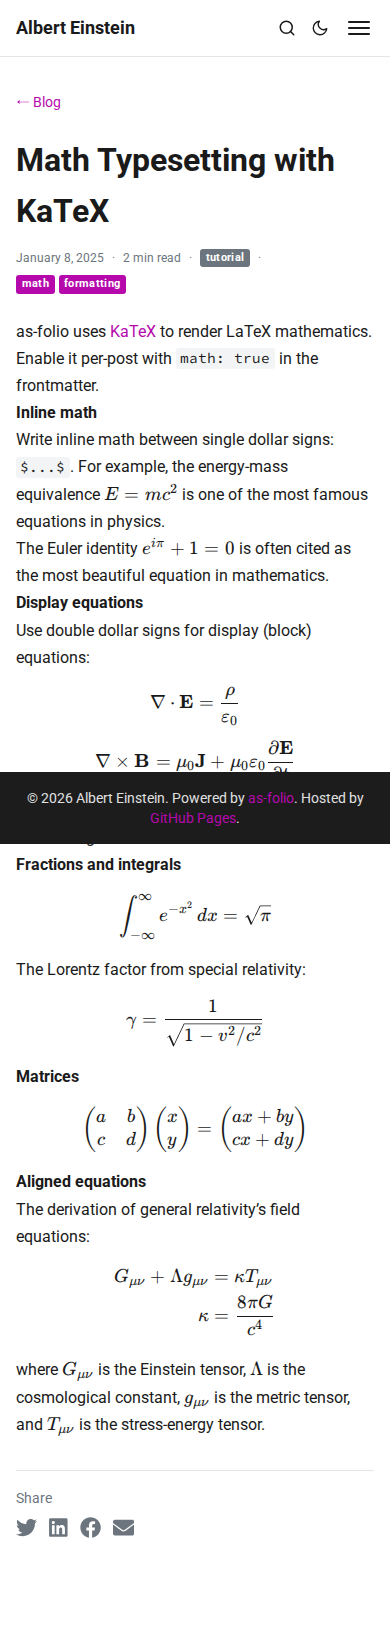 Albert Einstein
← Blog
Math Typesetting with
KaTeX
January 8, 2025 · 2 min read · tutorial ·
math formatting
as-folio uses KaTeX to render LaTeX mathematics.
Enable it per-post with math: true in the
frontmatter.
Inline math
Write inline math between single dollar signs:
$...$. For example, the energy-mass
equivalence E = mc² is one of the most famous
equations in physics.
The Euler identity e^{iπ} + 1 = 0 is often cited as
the most beautiful equation in mathematics.
Display equations
Use double dollar signs for display (block)
equations:
∇ · E = ρ/ε₀
∇ × B = μ₀J + μ₀ε₀ ∂E
© 2026 Albert Einstein. Powered by as-folio. Hosted by
GitHub Pages.
Fractions and integrals
∫_{-∞}^{∞} e^{-x²} dx = √π
The Lorentz factor from special relativity:
γ = 1/√(1 − v²/c²)
Matrices
(a b; c d) (x; y) = (ax + by; cx + dy)
Aligned equations
The derivation of general relativity’s field
equations:
G_{μν} + Λg_{μν} = κT_{μν}
κ = 8πG/c⁴
where G_{μν} is the Einstein tensor, Λ is the
cosmological constant, g_{μν} is the metric tensor,
and T_{μν} is the stress-energy tensor.
Share